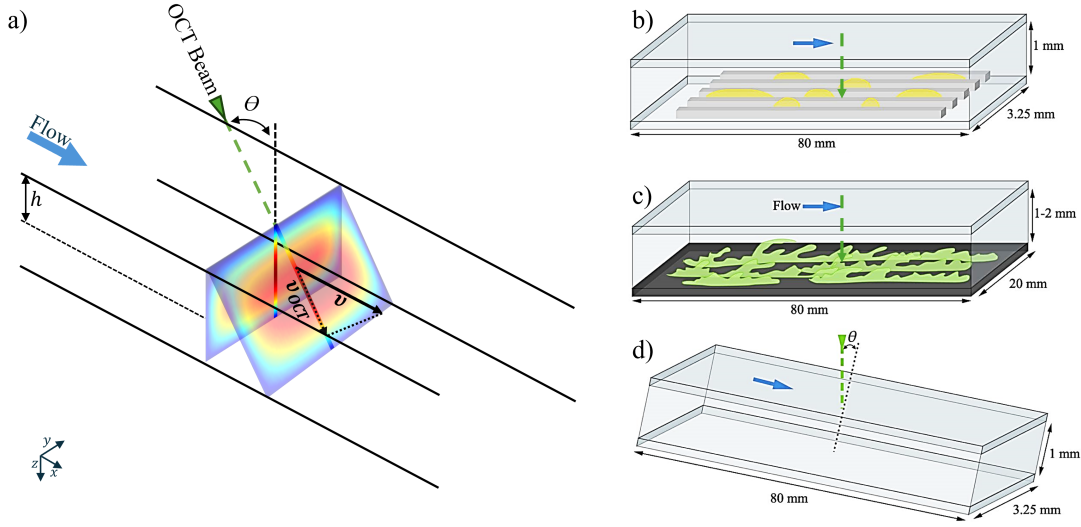 a)
OCT Beam
Θ
Flow
h
v
v OCT
y
x
z
b)
1 mm
3.25 mm
80 mm
c)
Flow
1-2 mm
20 mm
80 mm
d)
θ
1 mm
3.25 mm
80 mm